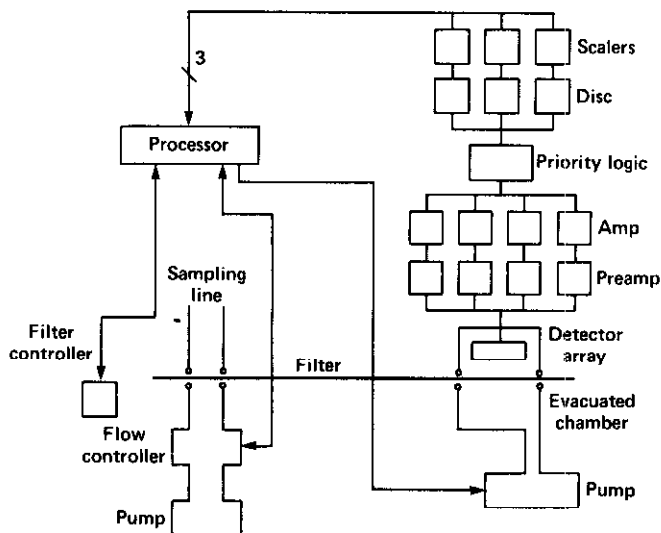 3
Scalers
Disc
Processor
Priority logic
Amp
Preamp
Sampling
line
Filter
controller
Detector
array
Filter
Evacuated
chamber
Flow
controller
Pump
Pump